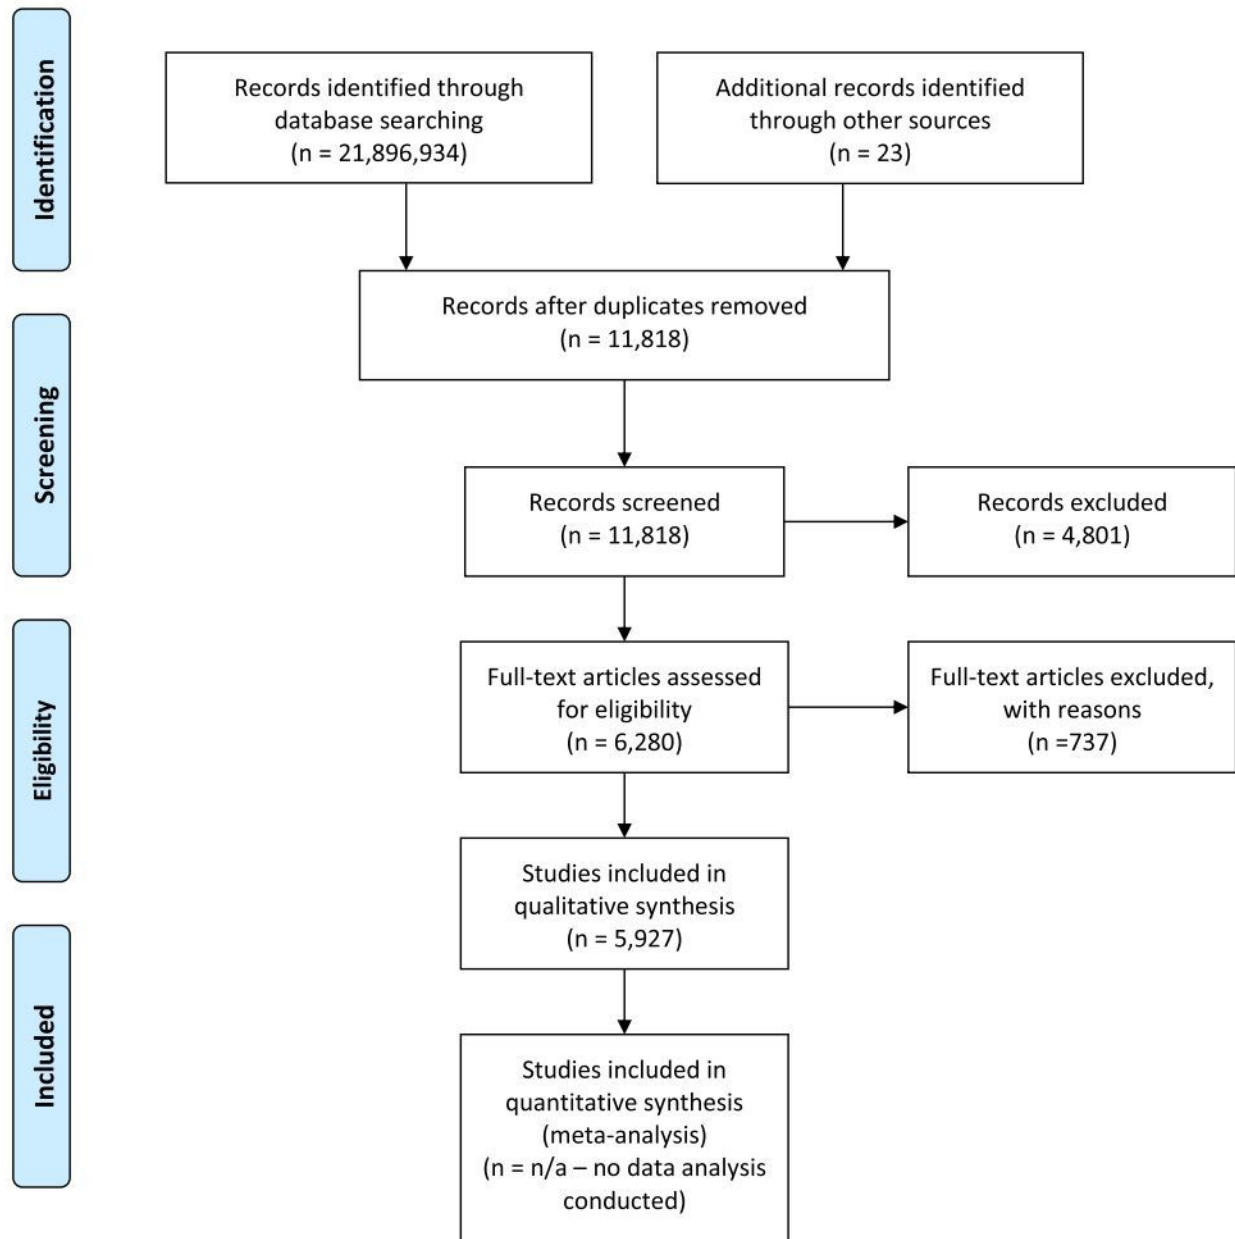 Identification
Records identified through
database searching
(n = 21,896,934)
Additional records identified
through other sources
(n = 23)
Records after duplicates removed
(n = 11,818)
Screening
Records screened
(n = 11,818)
Records excluded
(n = 4,801)
Eligibility
Full-text articles assessed
for eligibility
(n = 6,280)
Full-text articles excluded,
with reasons
(n =737)
Studies included in
qualitative synthesis
(n = 5,927)
Included
Studies included in
quantitative synthesis
(meta-analysis)
(n = n/a – no data analysis
conducted)